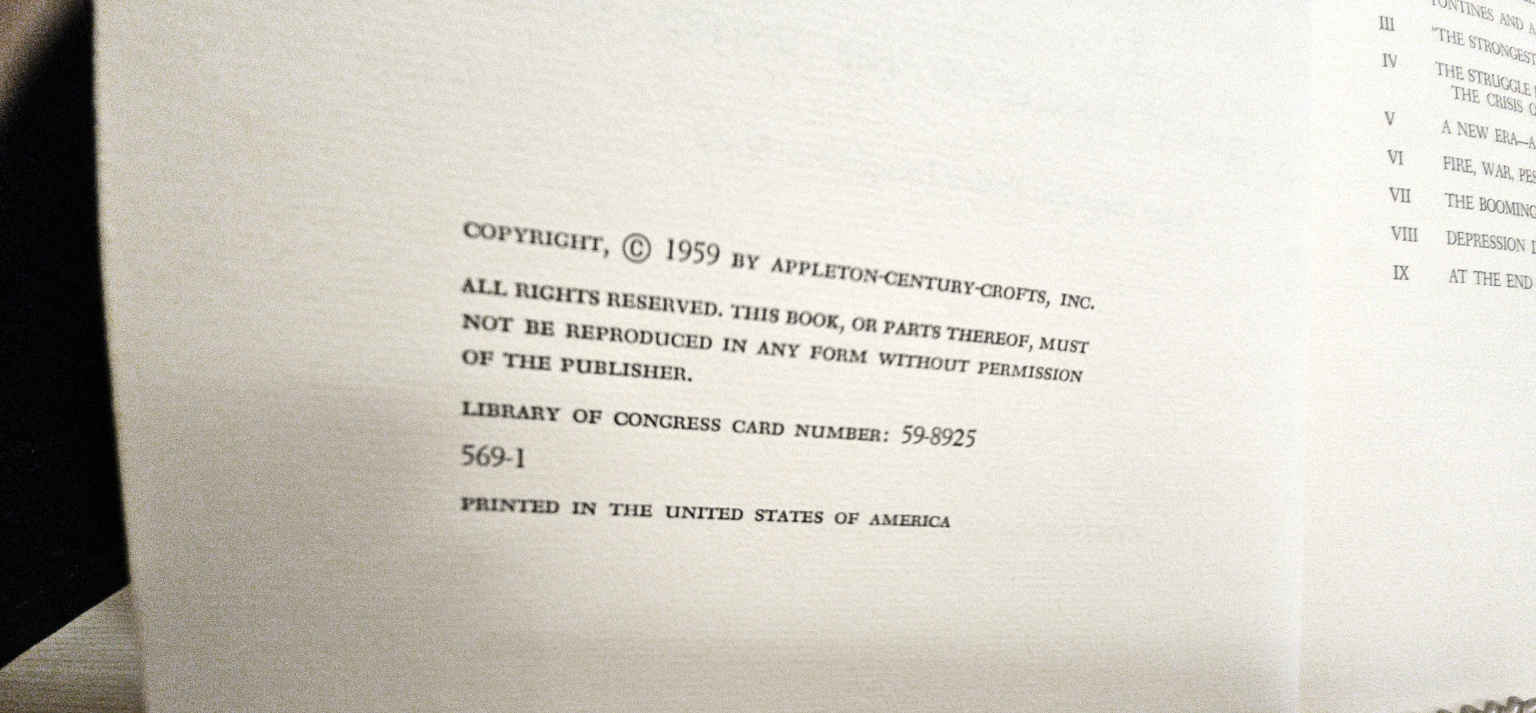 COPYRIGHT, © 1959 BY APPLETON-CENTURY-CROFTS, INC.
ALL RIGHTS RESERVED. THIS BOOK, OR PARTS THEREOF, MUST
NOT BE REPRODUCED IN ANY FORM WITHOUT PERMISSION
OF THE PUBLISHER.
LIBRARY OF CONGRESS CARD NUMBER: 59-8925
569-1
PRINTED IN THE UNITED STATES OF AMERICA
TONTINES AND
III "THE STRONGEST
IV THE STRUGGLE
THE CRISIS
V A NEW ERA—A
VI FIRE, WAR,
VII THE BOOMING
VIII DEPRESSION
IX AT THE END